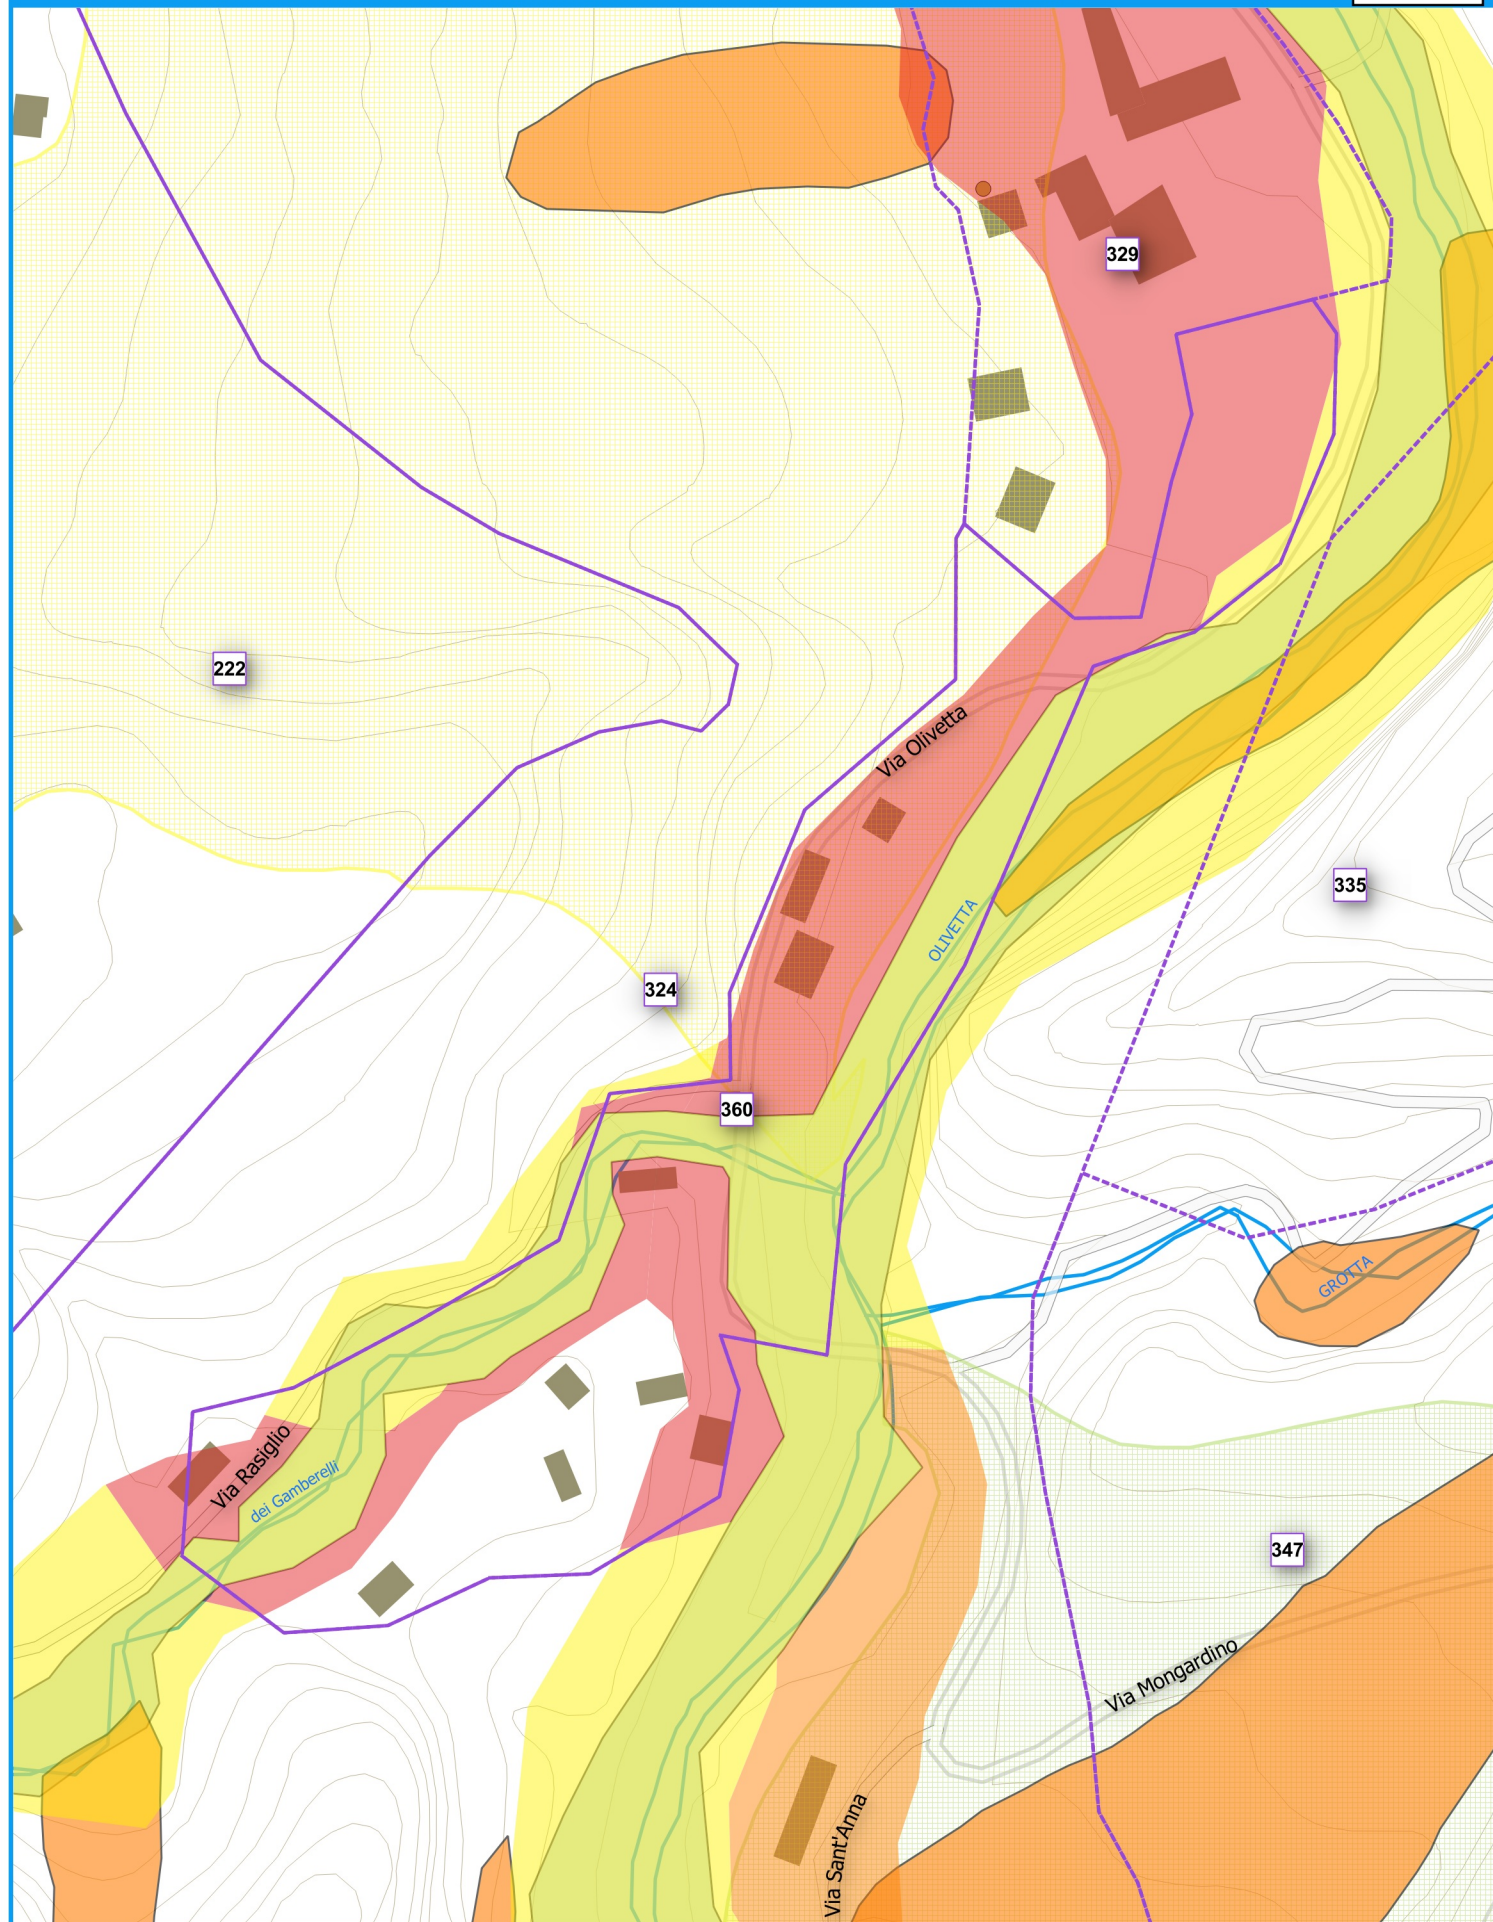 329
222
Via Olivetta
335
OLIVETTA
324
360
GROTTA
Via Rasiglio
dei Gamberelli
347
Via Mongardino
Via Sant'Anna